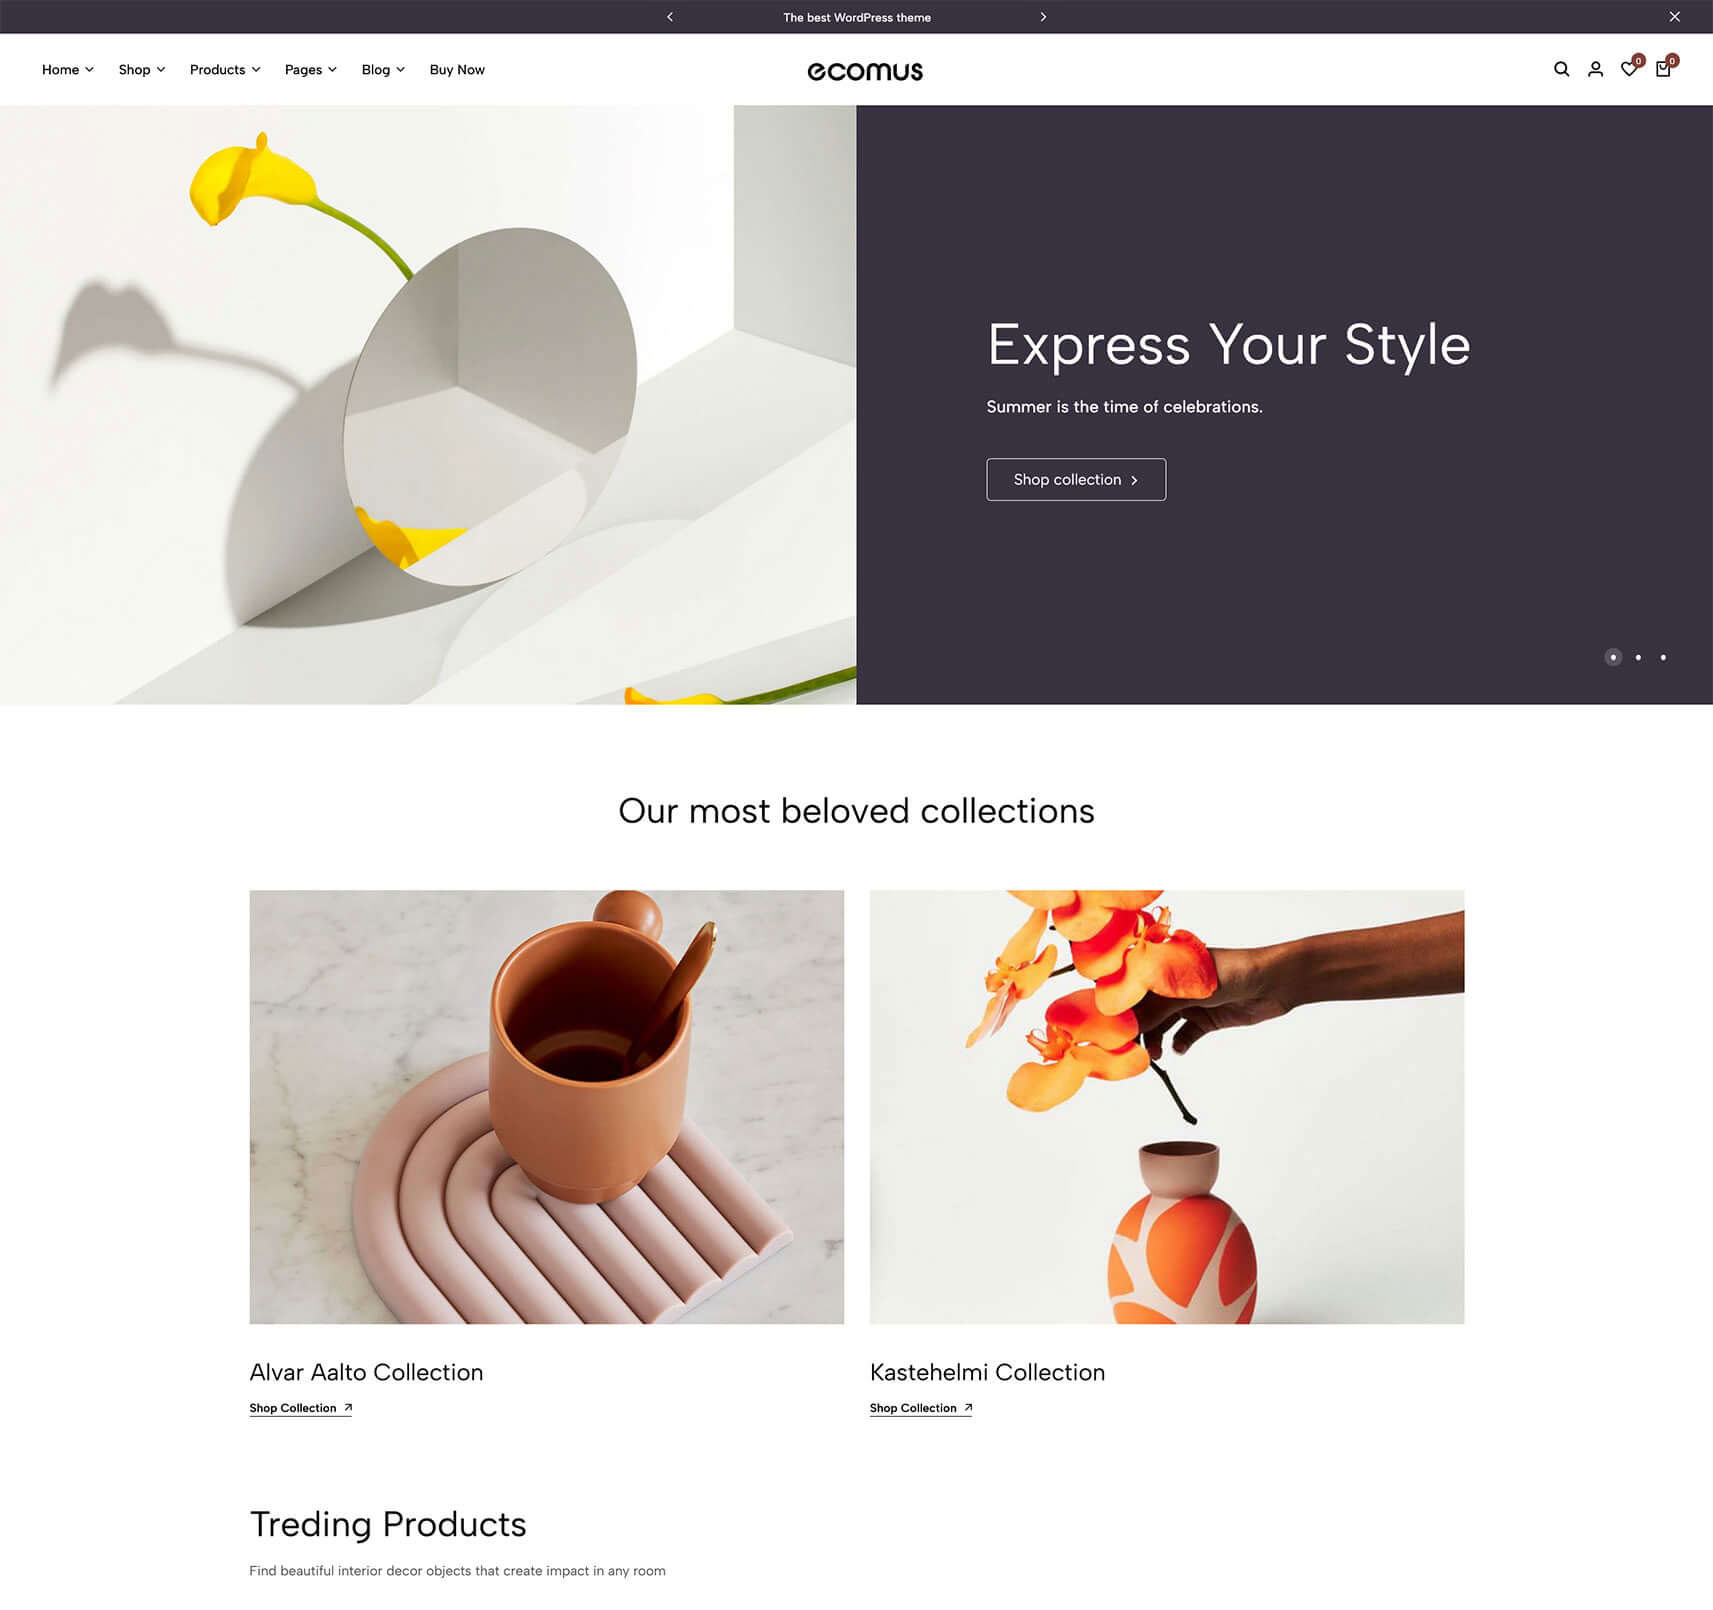 The best WordPress theme
Home Shop Products Pages Blog Buy Now
ecomus
0 0
Express Your Style
Summer is the time of celebrations.
Shop collection
Our most beloved collections
Alvar Aalto Collection
Shop Collection
Kastehelmi Collection
Shop Collection
Treding Products
Find beautiful interior decor objects that create impact in any room